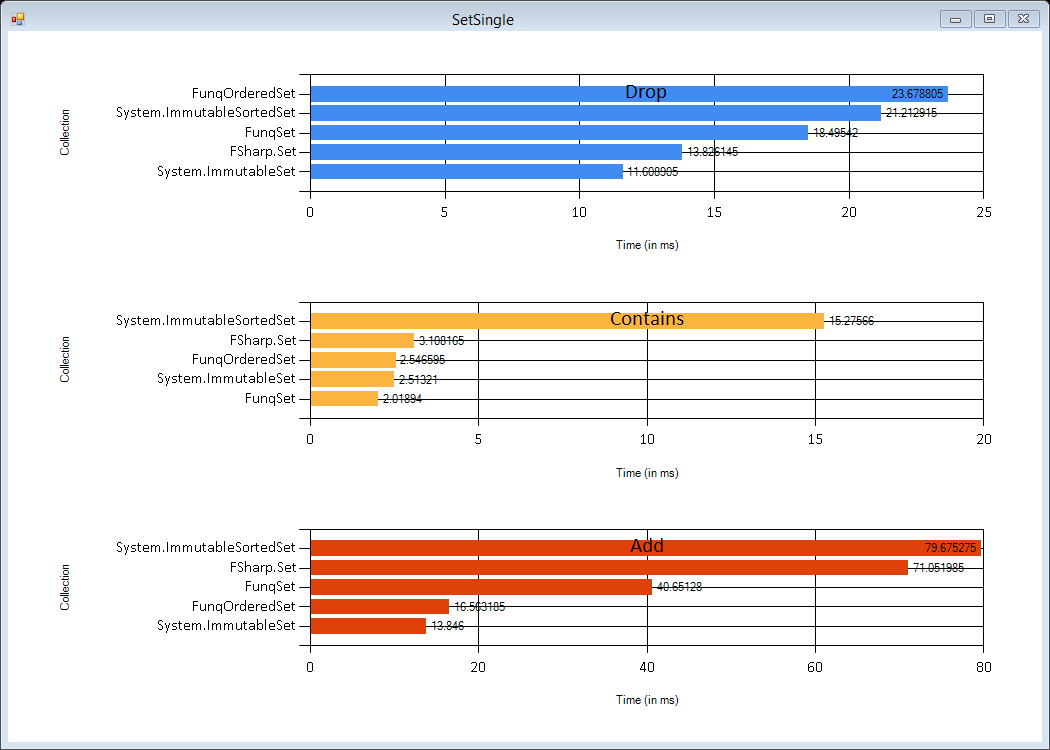 SetSingle
Drop
Collection
FunqOrderedSet 23.678805
System.ImmutableSortedSet 21.212915
FunqSet 18.49542
FSharp.Set 13.826145
System.ImmutableSet 11.608905
0 5 10 15 20 25
Time (in ms)
Contains
Collection
System.ImmutableSortedSet 15.27566
FSharp.Set 3.108165
FunqOrderedSet 2.546595
System.ImmutableSet 2.51321
FunqSet 2.01894
0 5 10 15 20
Time (in ms)
Add
Collection
System.ImmutableSortedSet 79.675275
FSharp.Set 71.051985
FunqSet 40.65128
FunqOrderedSet 16.563185
System.ImmutableSet 13.846
0 20 40 60 80
Time (in ms)